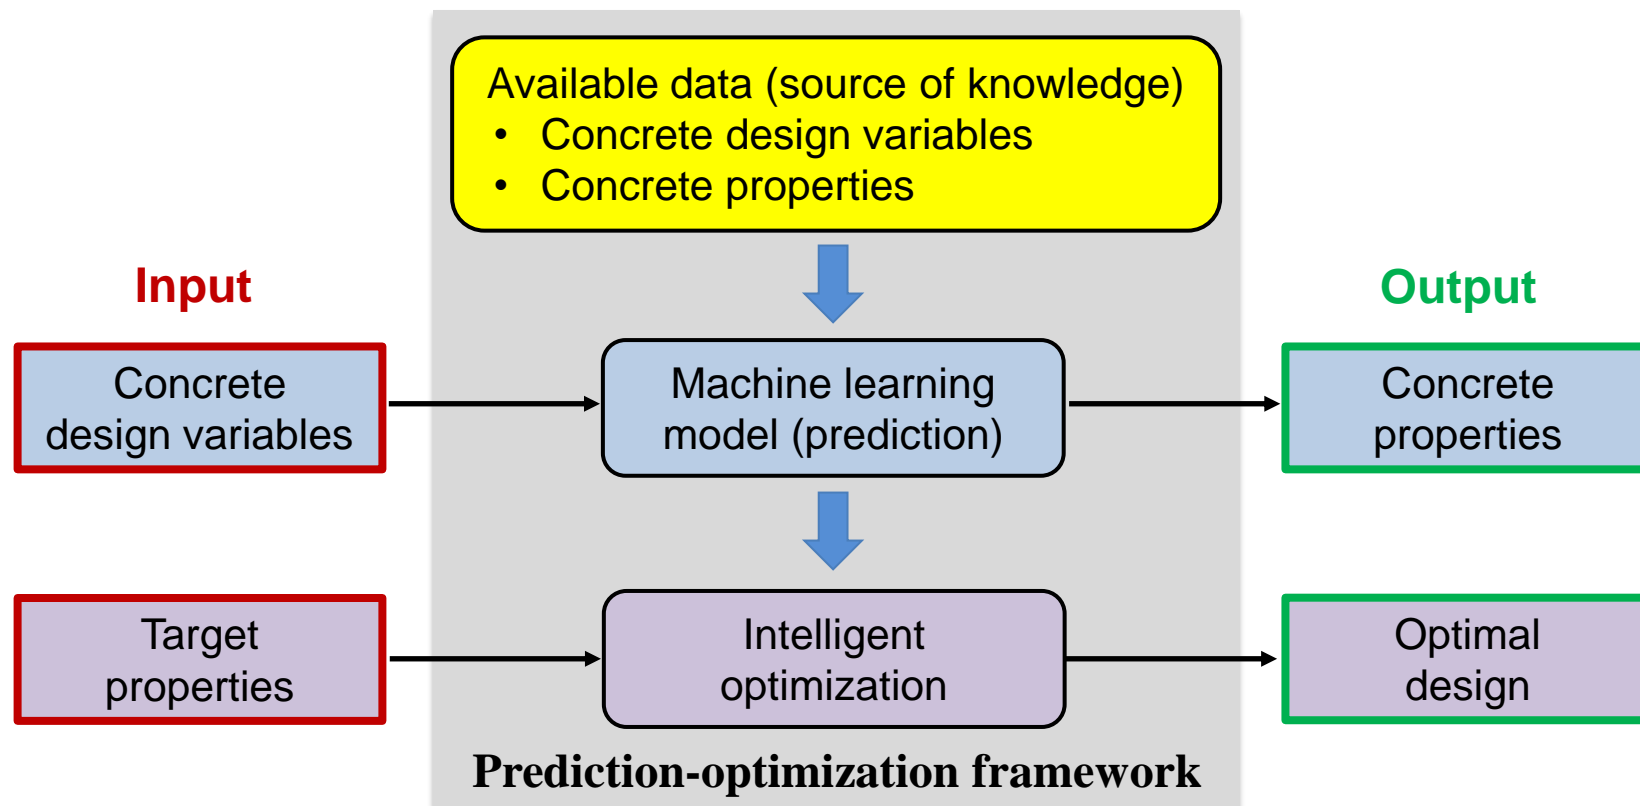 Available data (source of knowledge)
• Concrete design variables
• Concrete properties
Input
Output
Concrete
design variables
Machine learning
model (prediction)
Concrete
properties
Target
properties
Intelligent
optimization
Optimal
design
Prediction-optimization framework